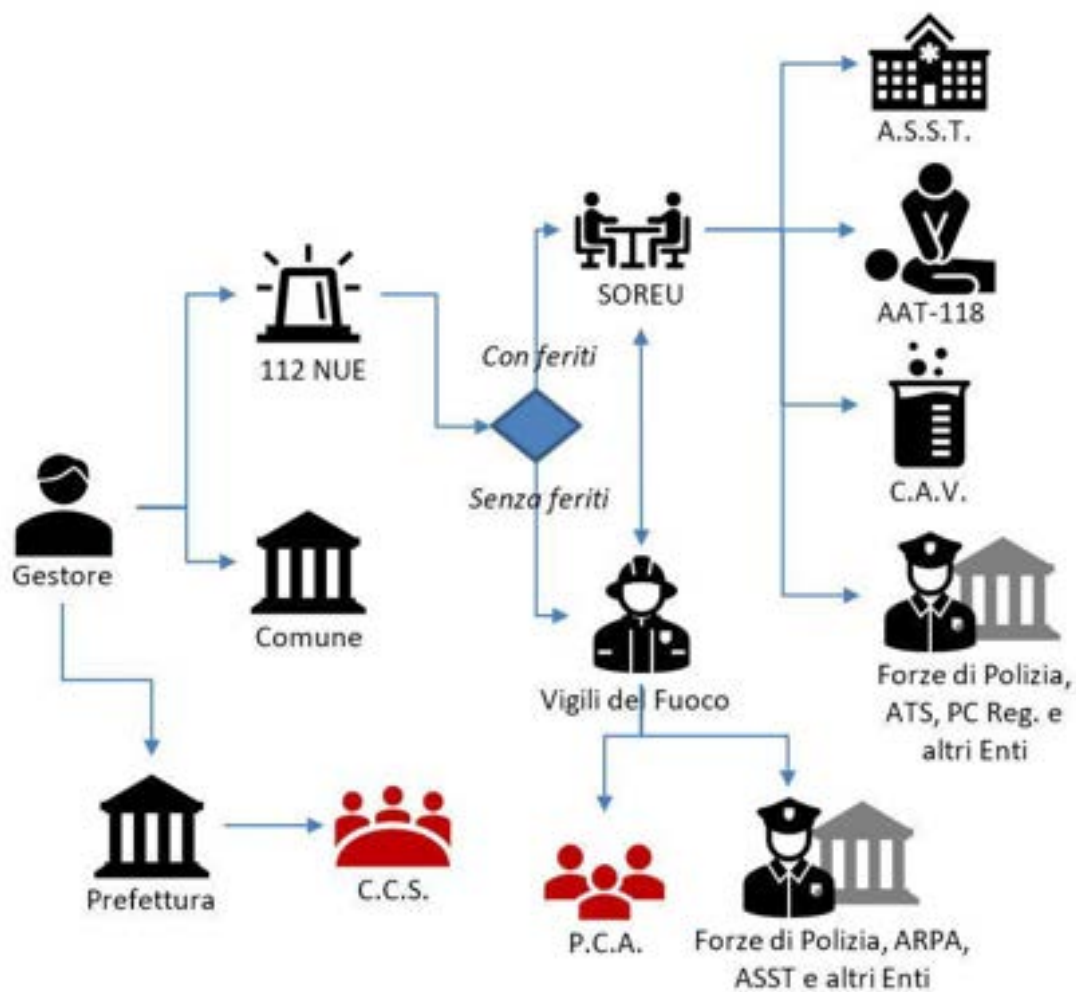 A.S.S.T.
SOREU
AAT-118
112 NUE
Con feriti
C.A.V.
Senza feriti
Gestore
Comune
Vigili del Fuoco
Forze di Polizia,
ATS, PC Reg. e
altri Enti
Prefettura
C.C.S.
P.C.A.
Forze di Polizia, ARPA,
ASST e altri Enti